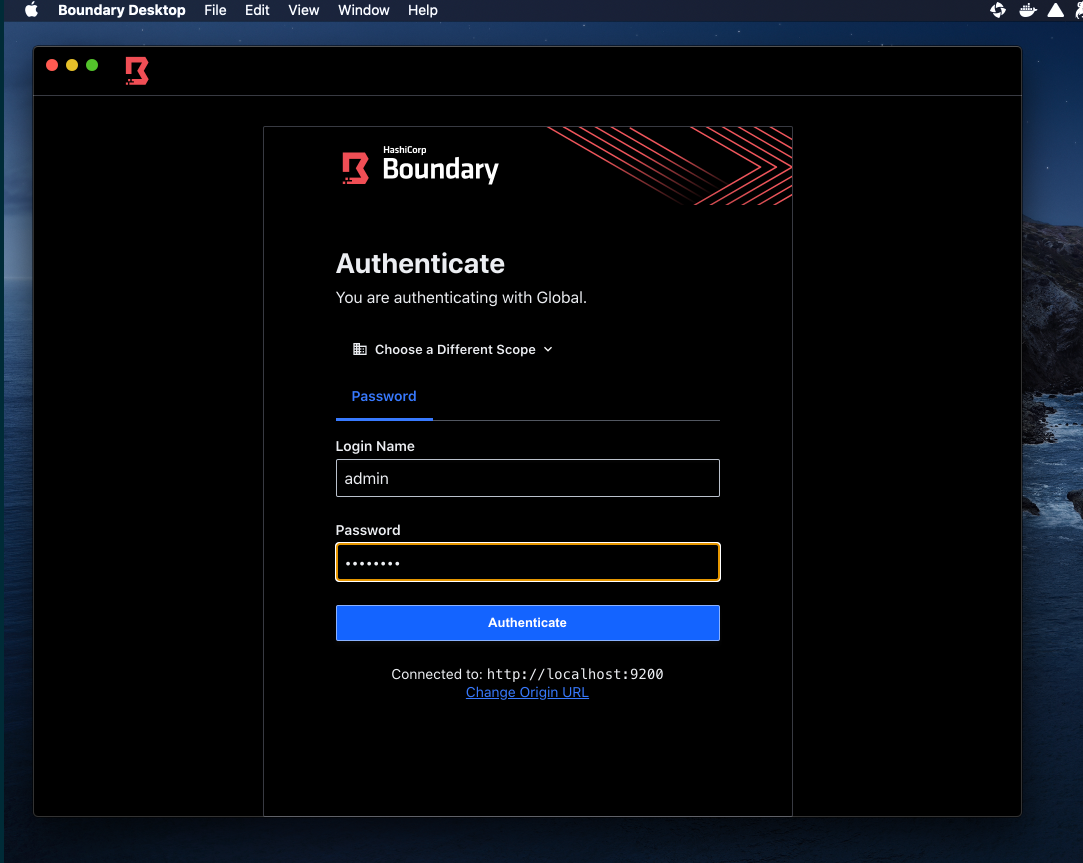 Boundary Desktop File Edit View Window Help
HashiCorp
Boundary
Authenticate
You are authenticating with Global.
Choose a Different Scope
Password
Login Name
admin
Password
••••••••
Authenticate
Connected to: http://localhost:9200
Change Origin URL